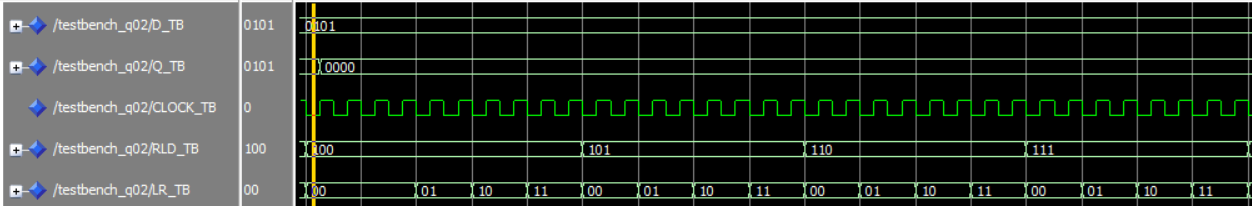 /testbench_q02/D_TB 0101 0101
/testbench_q02/Q_TB 0101 0000
/testbench_q02/CLOCK_TB 0
/testbench_q02/RLD_TB 100 100 101 110 111
/testbench_q02/LR_TB 00 00 01 10 11 00 01 10 11 00 01 10 11 00 01 10 11